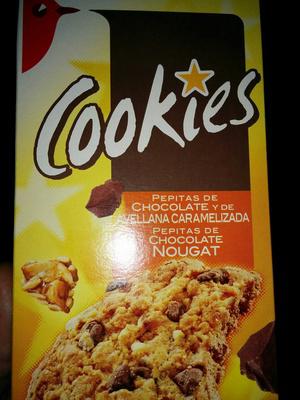 Cookies
PEPITAS DE
CHOCOLATE Y DE
AVELLANA CARAMELIZADA
PEPITAS DE
CHOCOLATE
NOUGAT